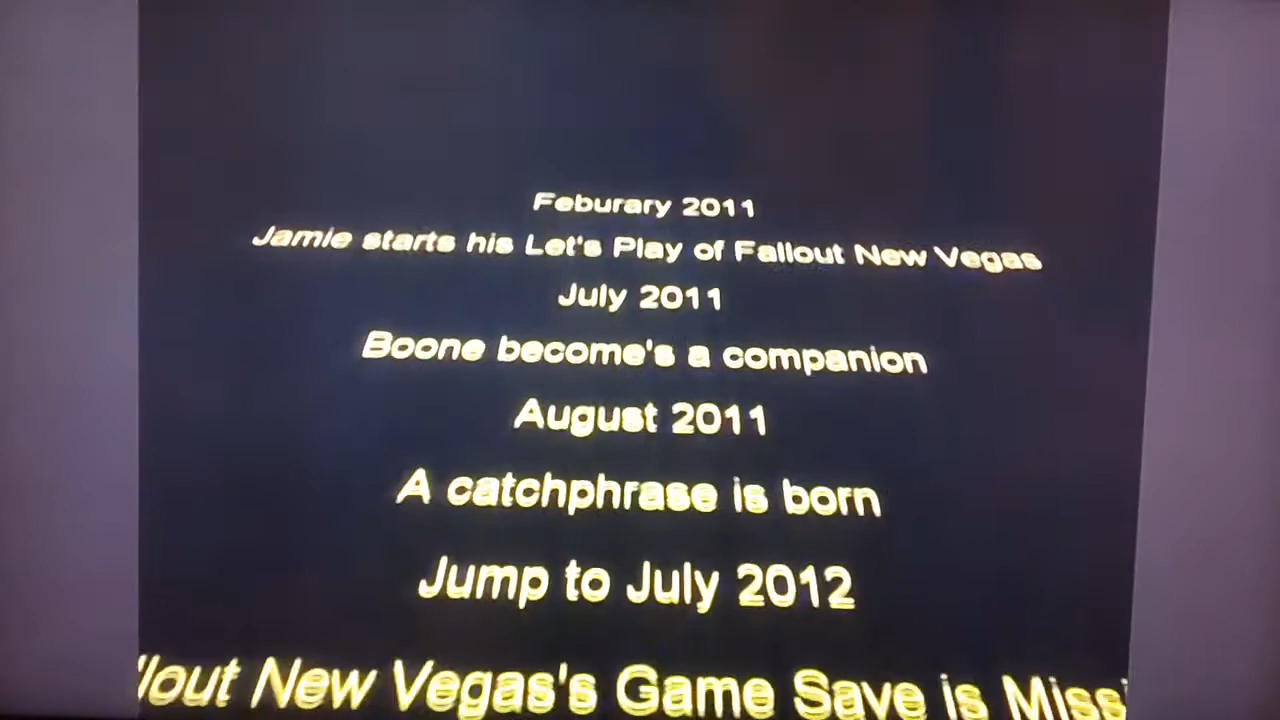 Feburary 2011
Jamie starts his Let's Play of Fallout New Vegas
July 2011
Boone become's a companion
August 2011
A catchphrase is born
Jump to July 2012
New Vegas's Game Save is